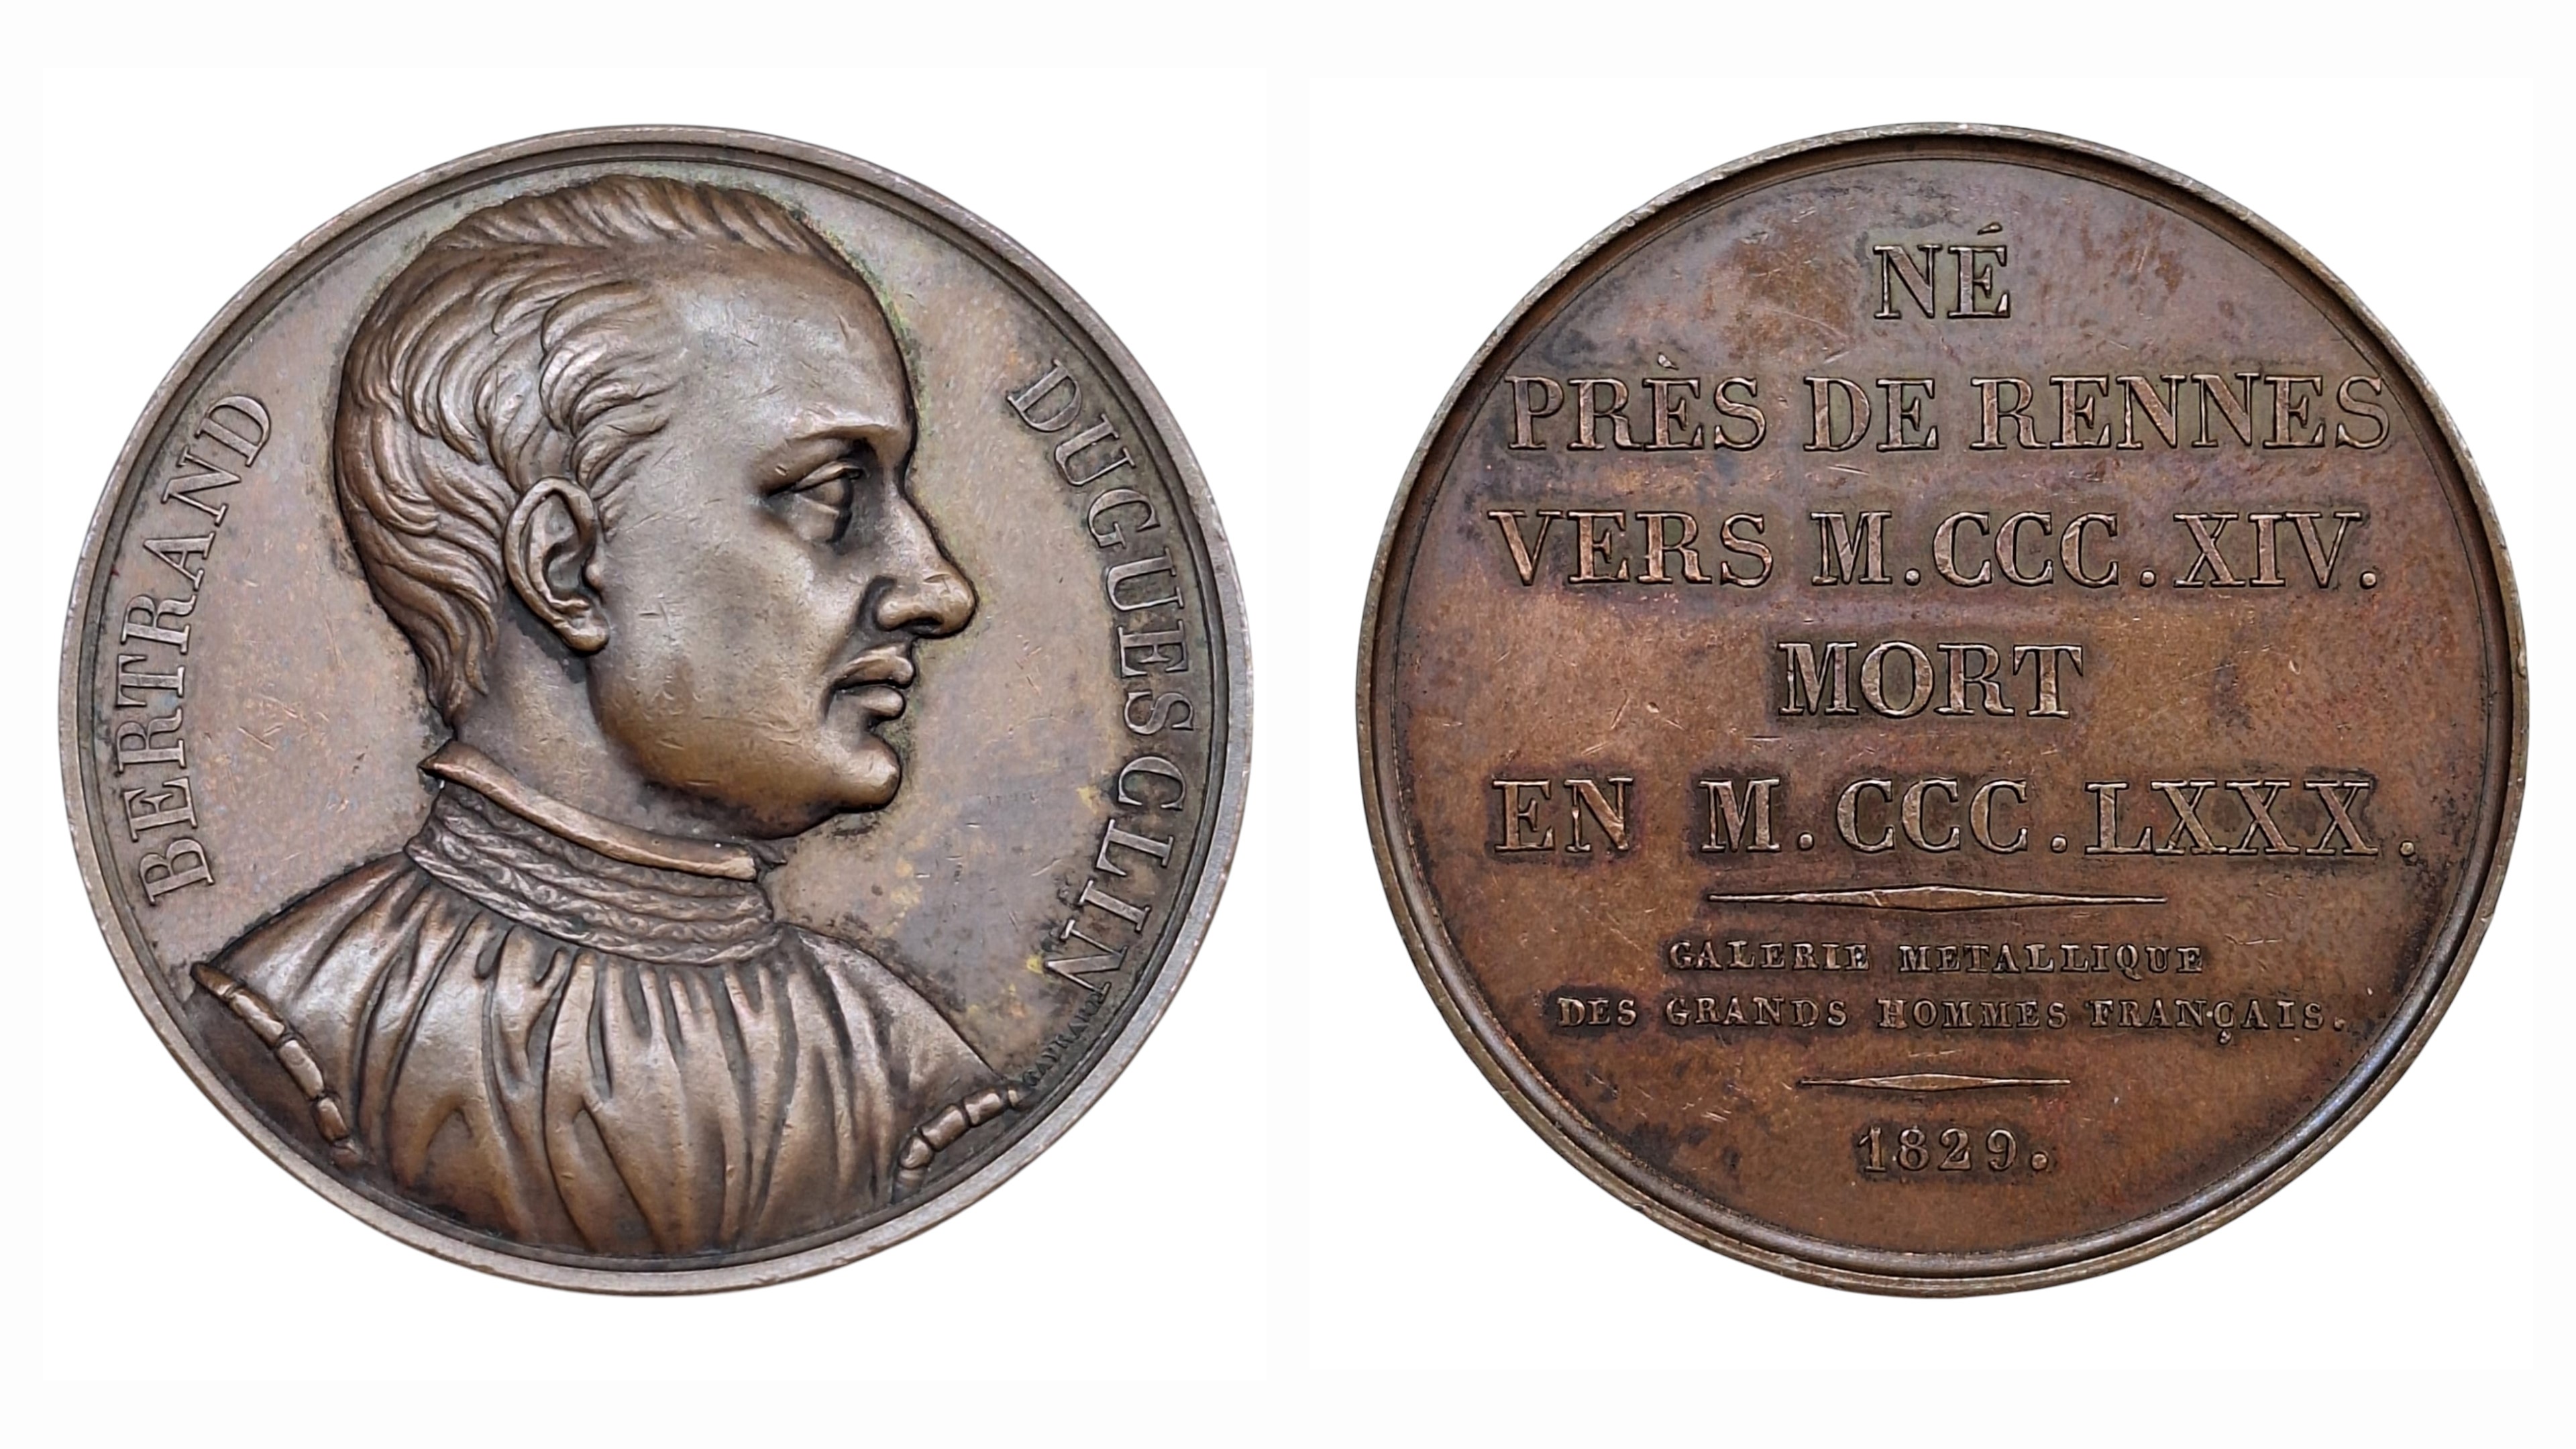 BERTRAND
DUGUESCLIN
GAYRARD
NÉ
PRÈS DE RENNES
VERS M.CCC.XIV.
MORT
EN M.CCC.LXXX.
GALERIE METALLIQUE
DES GRANDS HOMMES FRANÇAIS.
1829.